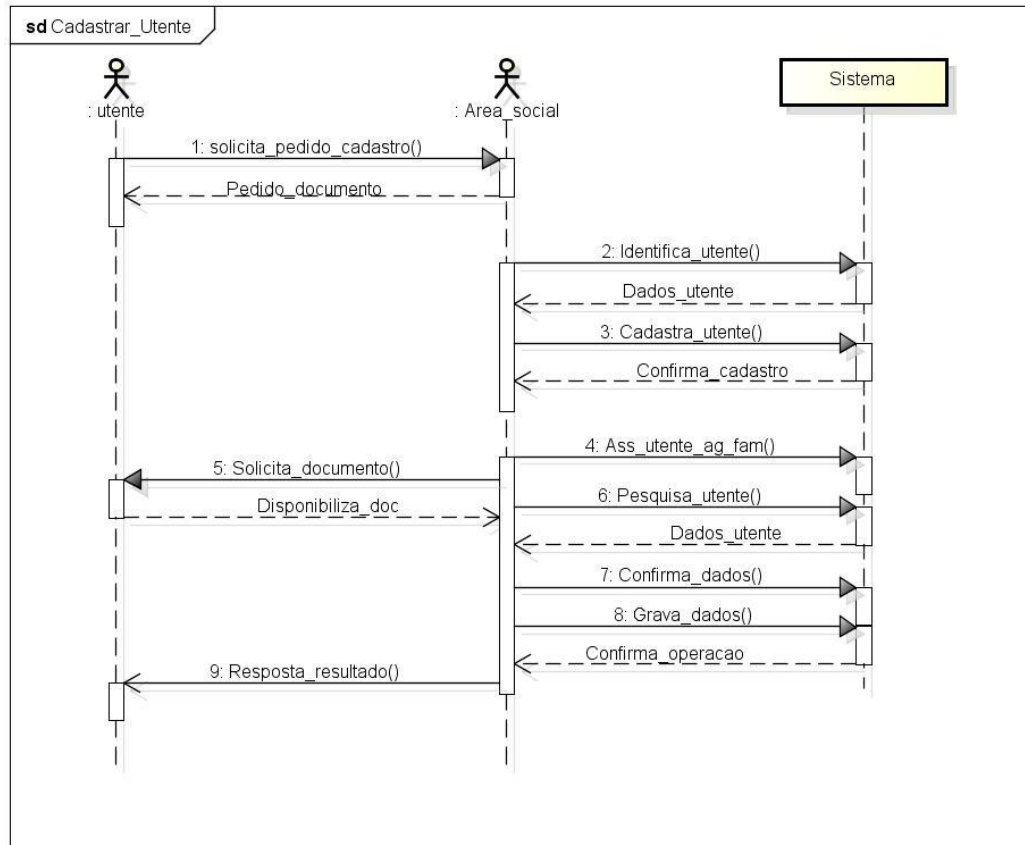 sd Cadastrar_Utente
: utente
: Area_social
Sistema
1: solicita_pedido_cadastro()
Pedido_documento
2: Identifica_utente()
Dados_utente
3: Cadastra_utente()
Confirma_cadastro
4: Ass_utente_ag_fam()
5: Solicita_documento()
6: Pesquisa_utente()
Disponibiliza_doc
Dados_utente
7: Confirma_dados()
8: Grava_dados()
Confirma_operacao
9: Resposta_resultado()